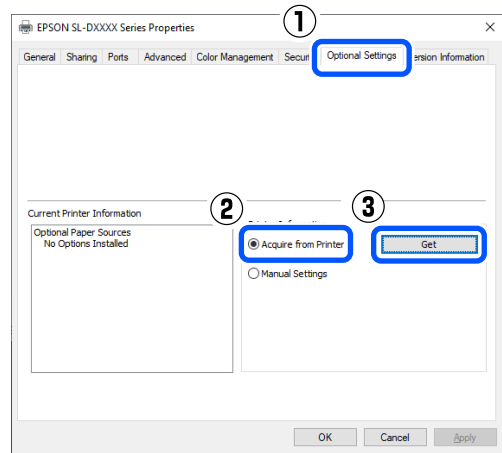 ①
EPSON SL-DXXXX Series Properties
General Sharing Ports Advanced Color Management Optional Settings Information
② ③
Current Printer Information
Optional Paper Sources
No Options Installed
Acquire from Printer Get
Manual Settings
OK Cancel Apply